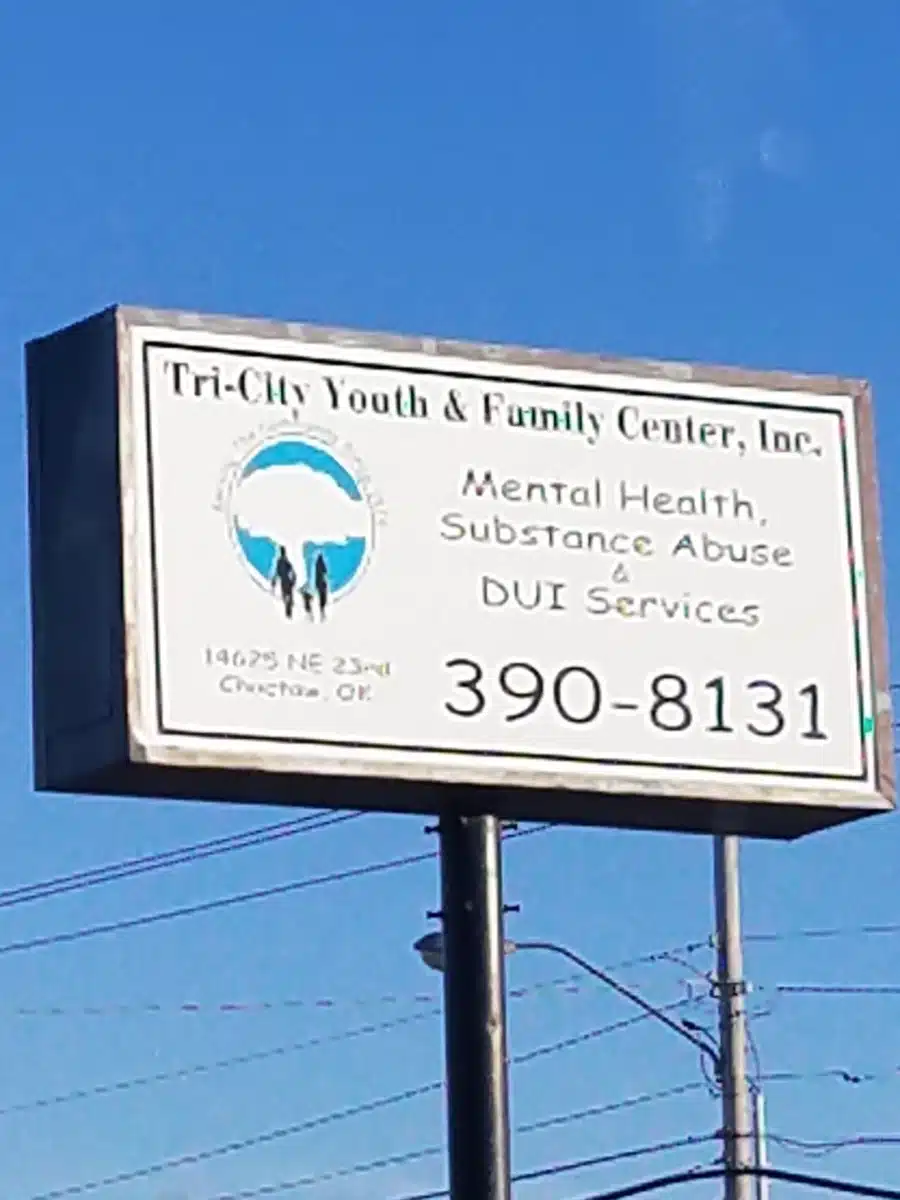 Tri-City Youth & Family Center, Inc.
Mental Health,
Substance Abuse
&
DUI Services
14625 NE 23rd
Choctaw, OK
390-8131